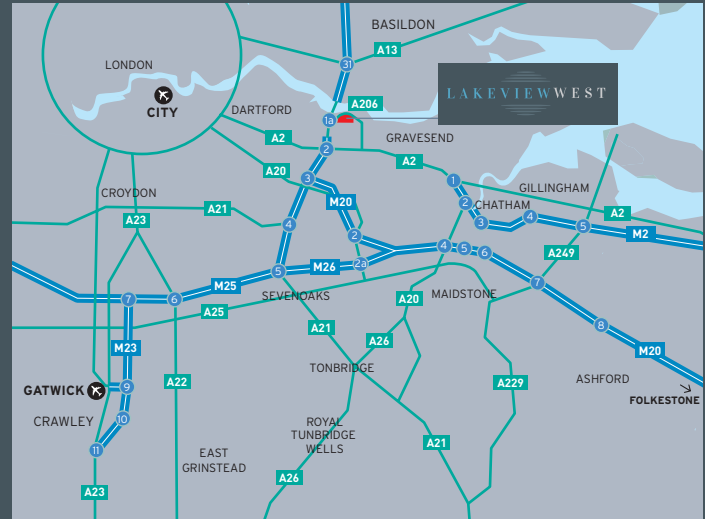 BASILDON
A13
LONDON
31
LAKEVIEWWEST
CITY
A206
DARTFORD
1a
GRAVESEND
A2
2
A2
A20
3
1
GILLINGHAM
CROYDON
M20
2
CHATHAM
A23
A21
3
4
A2
4
5
M2
2
4
5
6
A249
5
M26
2a
M25
7
SEVENOAKS
7
6
A20
MAIDSTONE
A25
A21
8
M23
A26
M20
TONBRIDGE
A22
A229
ASHFORD
GATWICK
9
FOLKESTONE
10
CRAWLEY
ROYAL
TUNBRIDGE
WELLS
A21
11
EAST
GRINSTEAD
A23
A26